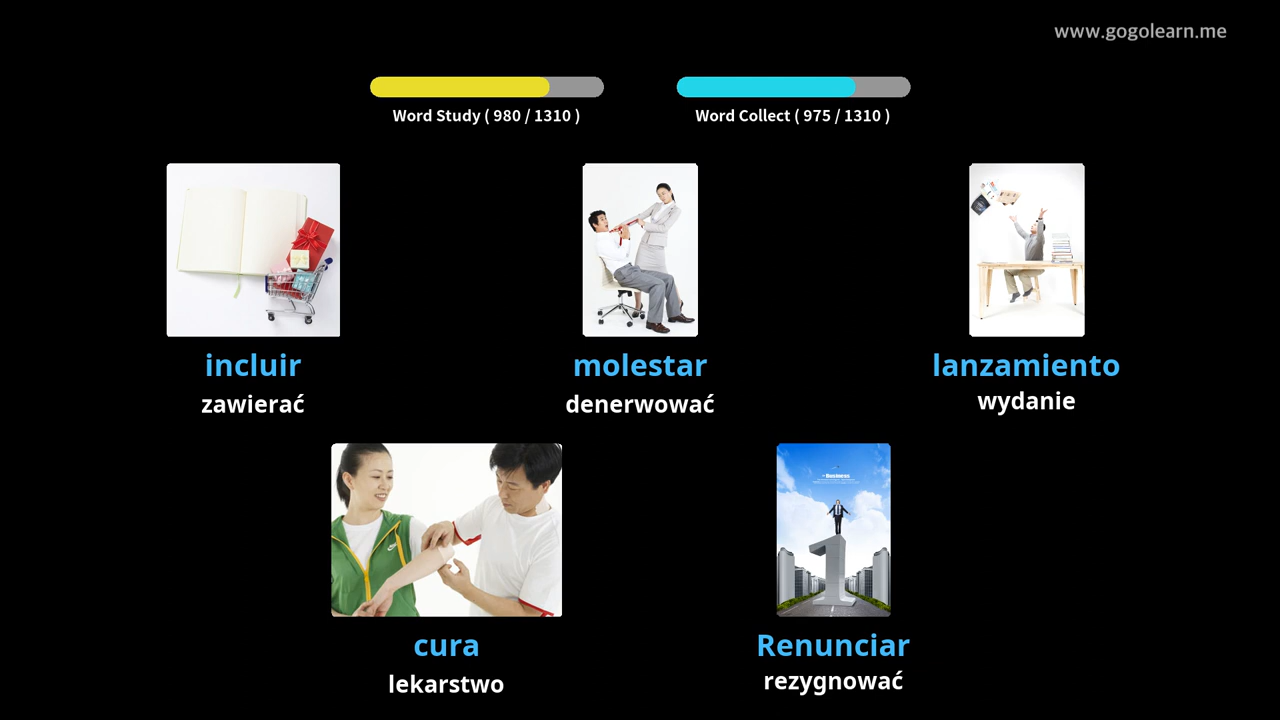 www.gogolearn.me
Word Study ( 980 / 1310 )
Word Collect ( 975 / 1310 )
incluir
zawierać
molestar
denerwować
lanzamiento
wydanie
Business
cura
lekarstwo
Renunciar
rezygnować